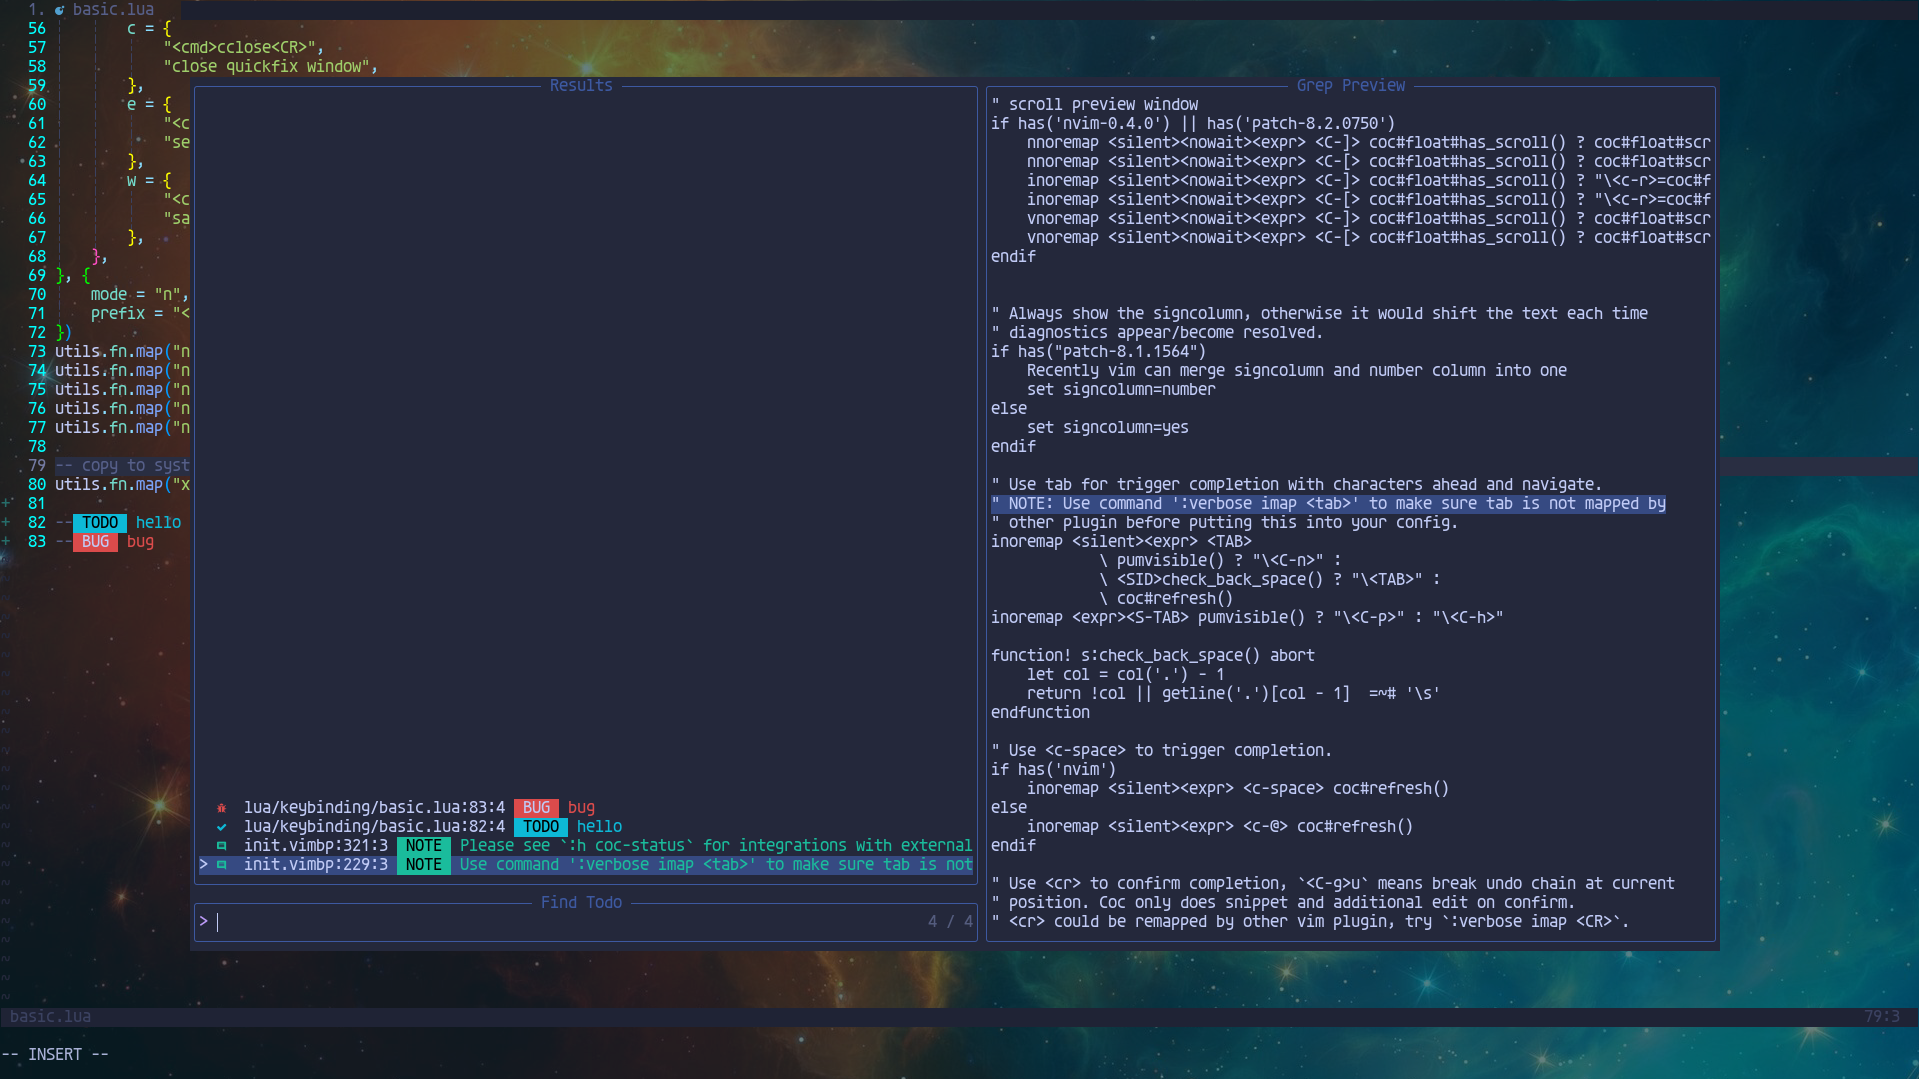 1. basic.lua
56 c = {
57 "<cmd>cclose<CR>",
58 "close quickfix window",
59 },
60 e = {
61 "<c
62 "se
63 },
64 w = {
65 "<c
66 "sa
67 },
68 },
69 }, {
70 mode = "n",
71 prefix = "<
72 })
73 utils.fn.map("n
74 utils.fn.map("n
75 utils.fn.map("n
76 utils.fn.map("n
77 utils.fn.map("n
78
79 -- copy to syst
80 utils.fn.map("x
+ 81
+ 82 -- TODO hello
+ 83 -- BUG bug
Results
lua/keybinding/basic.lua:83:4 BUG bug
lua/keybinding/basic.lua:82:4 TODO hello
init.vimbp:321:3 NOTE Please see `:h coc-status` for integrations with external
> init.vimbp:229:3 NOTE Use command ':verbose imap <tab>' to make sure tab is not
Find Todo
> 4 / 4
Grep Preview
" scroll preview window
if has('nvim-0.4.0') || has('patch-8.2.0750')
nnoremap <silent><nowait><expr> <C-]> coc#float#has_scroll() ? coc#float#scr
nnoremap <silent><nowait><expr> <C-[> coc#float#has_scroll() ? coc#float#scr
inoremap <silent><nowait><expr> <C-]> coc#float#has_scroll() ? "\<c-r>=coc#f
inoremap <silent><nowait><expr> <C-[> coc#float#has_scroll() ? "\<c-r>=coc#f
vnoremap <silent><nowait><expr> <C-]> coc#float#has_scroll() ? coc#float#scr
vnoremap <silent><nowait><expr> <C-[> coc#float#has_scroll() ? coc#float#scr
endif
" Always show the signcolumn, otherwise it would shift the text each time
" diagnostics appear/become resolved.
if has("patch-8.1.1564")
Recently vim can merge signcolumn and number column into one
set signcolumn=number
else
set signcolumn=yes
endif
" Use tab for trigger completion with characters ahead and navigate.
" NOTE: Use command ':verbose imap <tab>' to make sure tab is not mapped by
" other plugin before putting this into your config.
inoremap <silent><expr> <TAB>
\ pumvisible() ? "\<C-n>" :
\ <SID>check_back_space() ? "\<TAB>" :
\ coc#refresh()
inoremap <expr><S-TAB> pumvisible() ? "\<C-p>" : "\<C-h>"
function! s:check_back_space() abort
let col = col('.') - 1
return !col || getline('.')[col - 1]  =~# '\s'
endfunction
" Use <c-space> to trigger completion.
if has('nvim')
inoremap <silent><expr> <c-space> coc#refresh()
else
inoremap <silent><expr> <c-@> coc#refresh()
endif
" Use <cr> to confirm completion, `<C-g>u` means break undo chain at current
" position. Coc only does snippet and additional edit on confirm.
" <cr> could be remapped by other vim plugin, try `:verbose imap <CR>`.
basic.lua 79:3
-- INSERT --